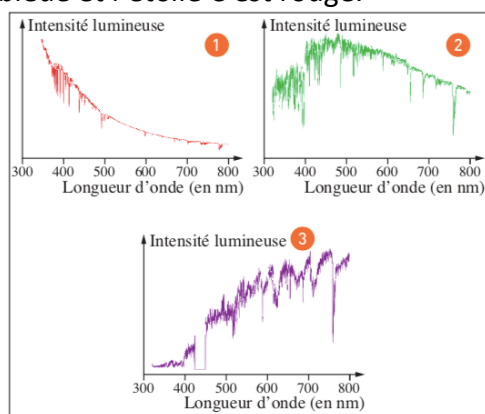 bleue et l'étoile 3 est rouge.
Intensité lumineuse 1
300 400 500 600 700 800
Longueur d'onde (en nm)
Intensité lumineuse 2
300 400 500 600 700 800
Longueur d'onde (en nm)
Intensité lumineuse 3
300 400 500 600 700 800
Longueur d'onde (en nm)